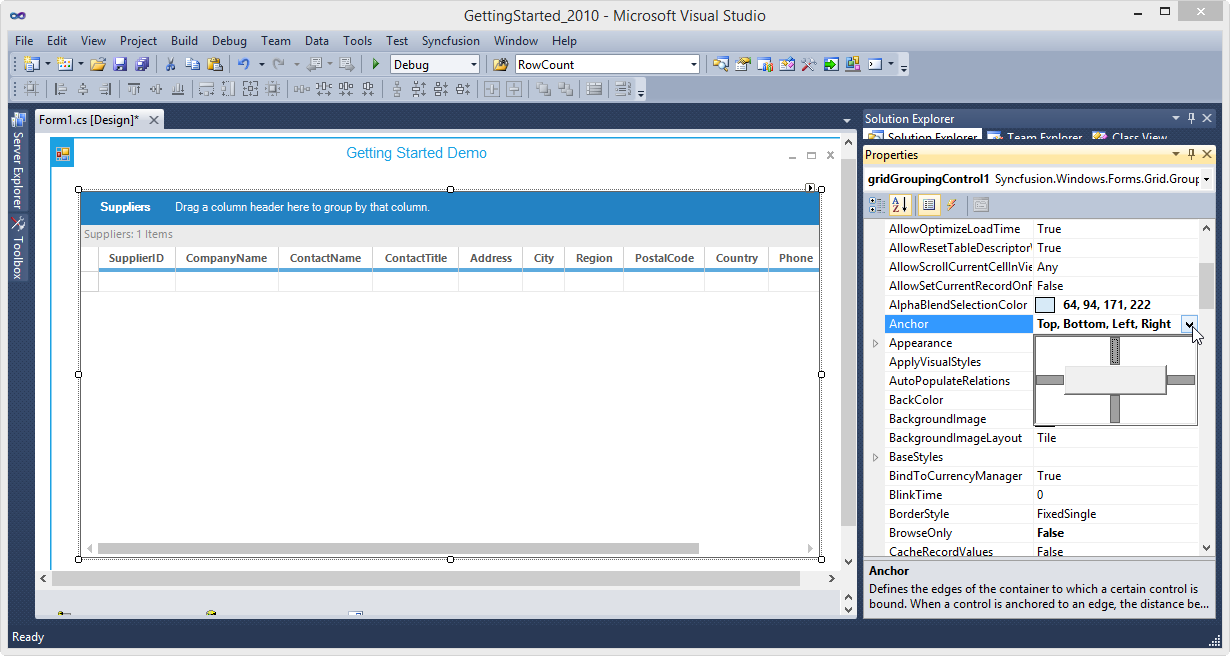 GettingStarted_2010 - Microsoft Visual Studio
File Edit View Project Build Debug Team Data Tools Test Syncfusion Window Help
Debug RowCount
Server Explorer
Toolbox
Form1.cs [Design]*
Getting Started Demo
Suppliers Drag a column header here to group by that column.
Suppliers: 1 Items
SupplierID CompanyName ContactName ContactTitle Address City Region PostalCode Country Phone
Solution Explorer
Solution Explorer Team Explorer Class View
Properties
gridGroupingControl1 Syncfusion.Windows.Forms.Grid.Group
AllowOptimizeLoadTime True
AllowResetTableDescriptor True
AllowScrollCurrentCellInVie Any
AllowSetCurrentRecordOnF False
AlphaBlendSelectionColor 64, 94, 171, 222
Anchor Top, Bottom, Left, Right
Appearance
ApplyVisualStyles
AutoPopulateRelations
BackColor
BackgroundImage
BackgroundImageLayout Tile
BaseStyles
BindToCurrencyManager True
BlinkTime 0
BorderStyle FixedSingle
BrowseOnly False
CacheRecordValues False
Anchor
Defines the edges of the container to which a certain control is
bound. When a control is anchored to an edge, the distance be...
Ready